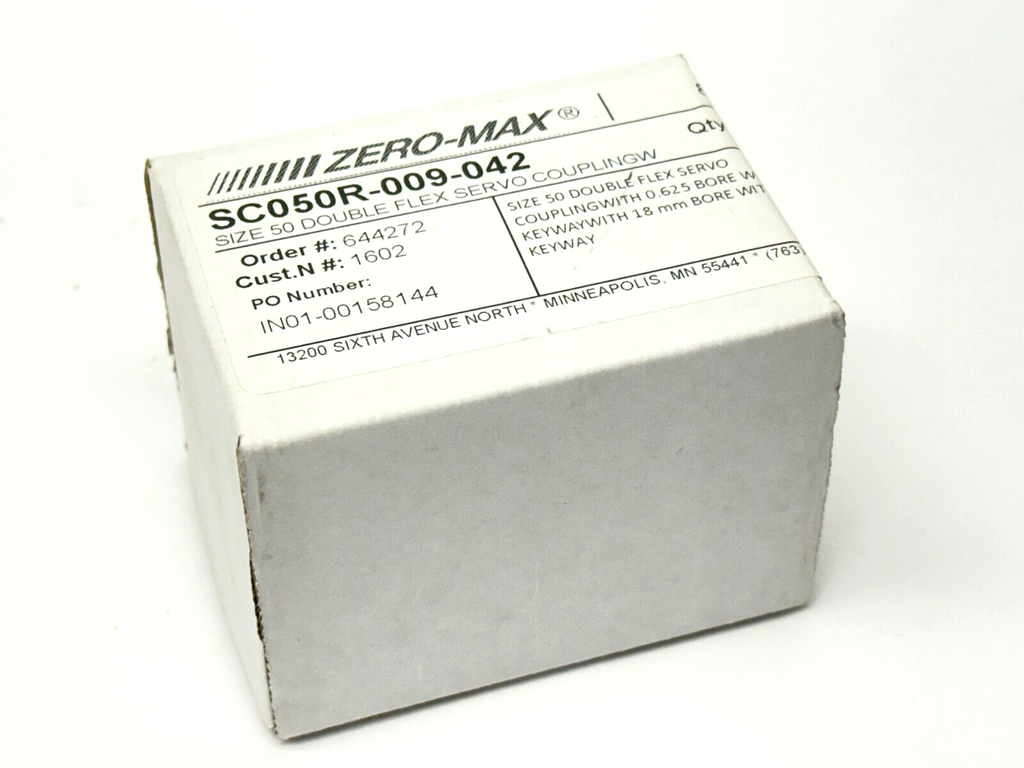 ZERO-MAX®
SC050R-009-042
Qty
SIZE 50 DOUBLE FLEX SERVO COUPLINGW
Order #: 644272
Cust.N #: 1602
PO Number:
IN01-00158144
SIZE 50 DOUBLE FLEX SERVO
COUPLINGWITH 0.625 BORE W
KEYWAYWITH 18 mm BORE WIT
KEYWAY
13200 SIXTH AVENUE NORTH * MINNEAPOLIS, MN 55441 * (763)